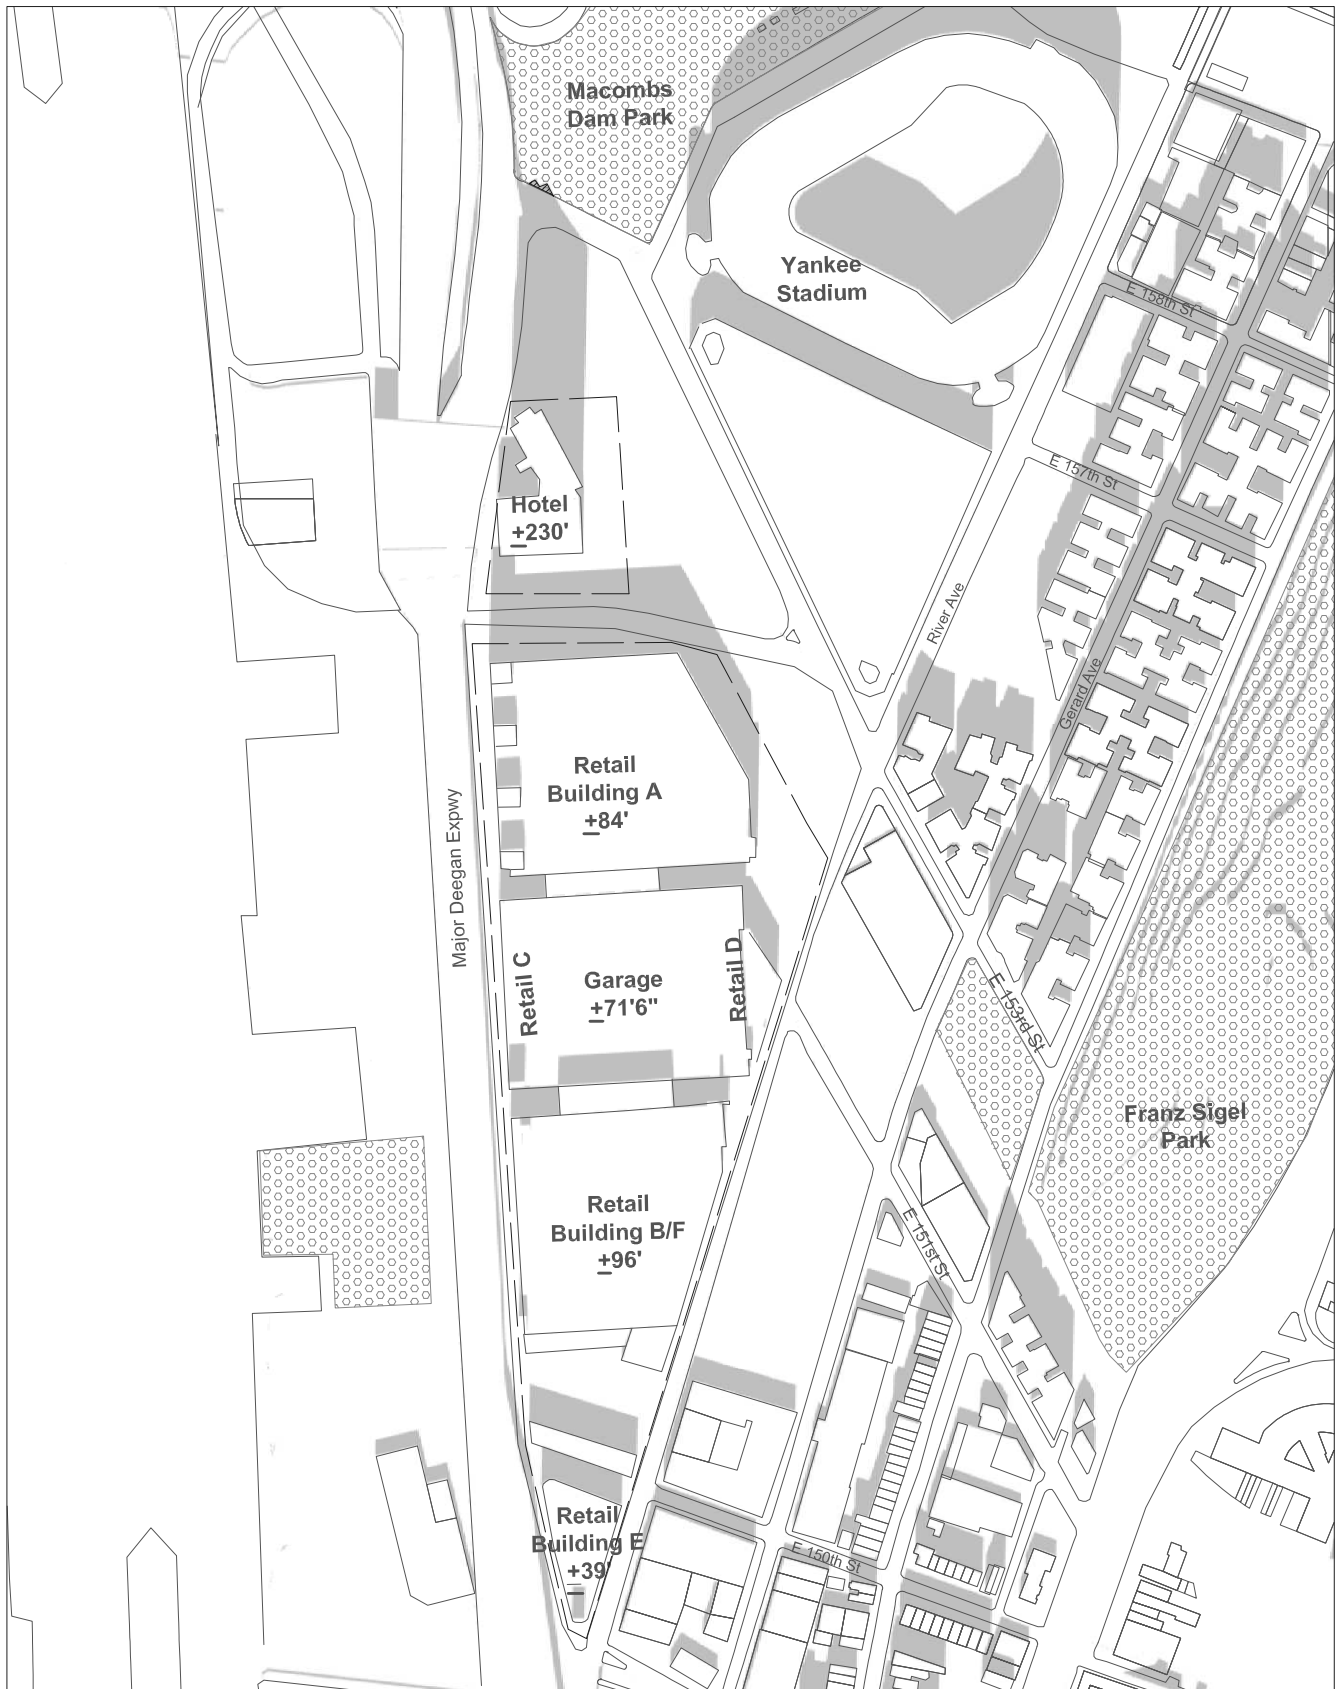 Macombs
Dam Park
Yankee
Stadium
E 158th St
E 157th St
Hotel
+230'
River Ave
Gerard Ave
Retail
Building A
+84'
Major Deegan Expwy
Retail C
Garage
+71'6"
Retail D
E 153rd St
Franz Sigel
Park
Retail
Building B/F
+96'
E 151st St
Retail
Building E
+39'
E 150th St